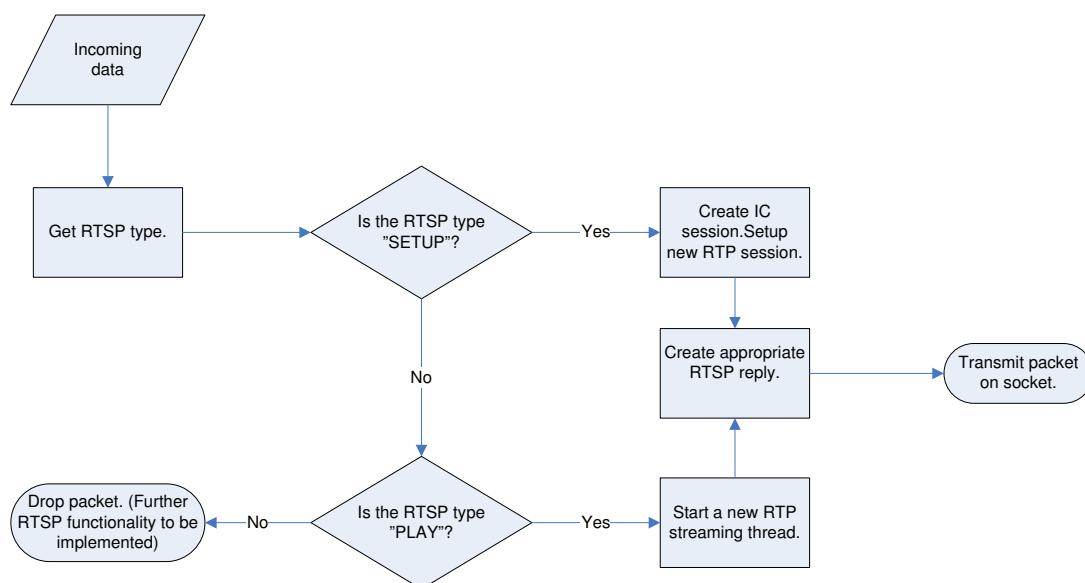 Incoming
data
Get RTSP type.
Is the RTSP type
"SETUP"?
Yes
Create IC
session.Setup
new RTP session.
Create appropriate
RTSP reply.
Transmit packet
on socket.
No
Is the RTSP type
"PLAY"?
Yes
Start a new RTP
streaming thread.
No
Drop packet. (Further
RTSP functionality to be
implemented)